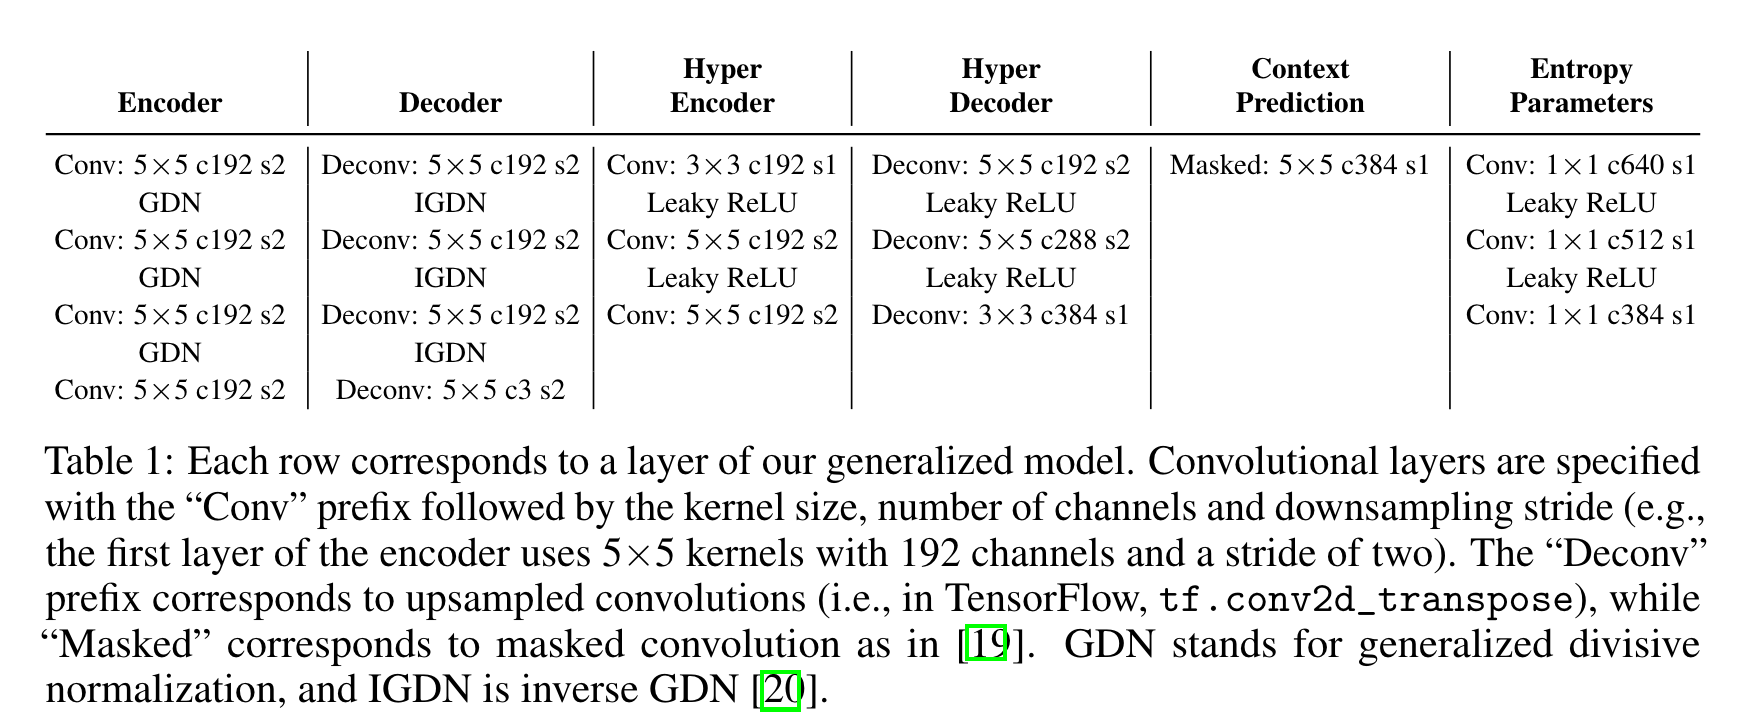 Encoder | Decoder | Hyper Encoder | Hyper Decoder | Context Prediction | Entropy Parameters
Conv: 5×5 c192 s2 | Deconv: 5×5 c192 s2 | Conv: 3×3 c192 s1 | Deconv: 5×5 c192 s2 | Masked: 5×5 c384 s1 | Conv: 1×1 c640 s1
GDN | IGDN | Leaky ReLU | Leaky ReLU | | Leaky ReLU
Conv: 5×5 c192 s2 | Deconv: 5×5 c192 s2 | Conv: 5×5 c192 s2 | Deconv: 5×5 c288 s2 | | Conv: 1×1 c512 s1
GDN | IGDN | Leaky ReLU | Leaky ReLU | | Leaky ReLU
Conv: 5×5 c192 s2 | Deconv: 5×5 c192 s2 | Conv: 5×5 c192 s2 | Deconv: 3×3 c384 s1 | | Conv: 1×1 c384 s1
GDN | IGDN
Conv: 5×5 c192 s2 | Deconv: 5×5 c3 s2
Table 1: Each row corresponds to a layer of our generalized model. Convolutional layers are specified
with the “Conv” prefix followed by the kernel size, number of channels and downsampling stride (e.g.,
the first layer of the encoder uses 5×5 kernels with 192 channels and a stride of two). The “Deconv”
prefix corresponds to upsampled convolutions (i.e., in TensorFlow, tf.conv2d_transpose), while
“Masked” corresponds to masked convolution as in [19]. GDN stands for generalized divisive
normalization, and IGDN is inverse GDN [20].